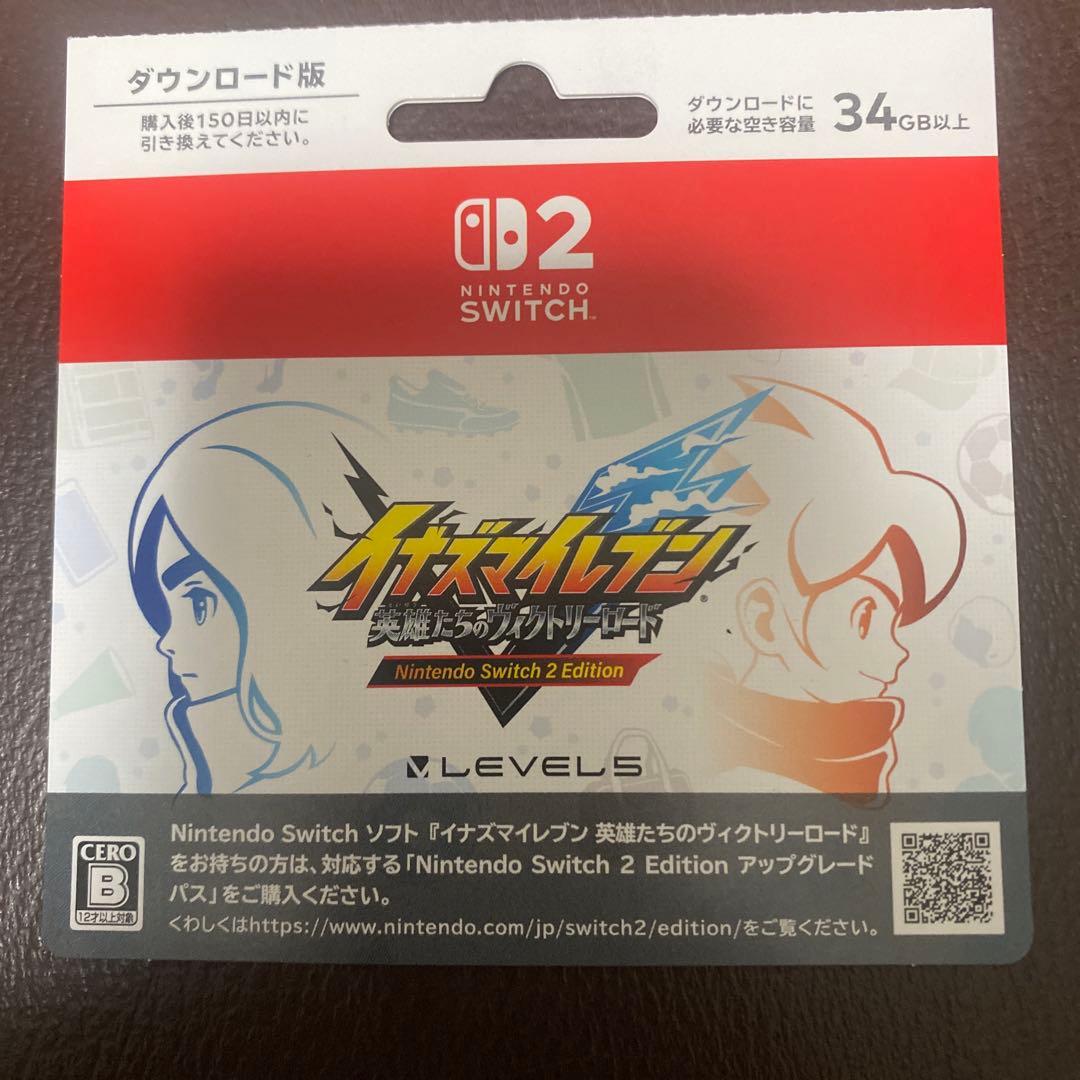 ダウンロード版
購入後150日以内に
引き換えてください。
ダウンロードに
必要な空き容量 34GB以上
2
NINTENDO
SWITCH™
イナズマイレブン®
英雄たちのヴィクトリーロード
Nintendo Switch 2 Edition
LEVEL5
CERO
B
12才以上対象
Nintendo Switch ソフト『イナズマイレブン 英雄たちのヴィクトリーロード』
をお持ちの方は、対応する「Nintendo Switch 2 Edition アップグレード
パス」をご購入ください。
くわしくはhttps://www.nintendo.com/jp/switch2/edition/をご覧ください。